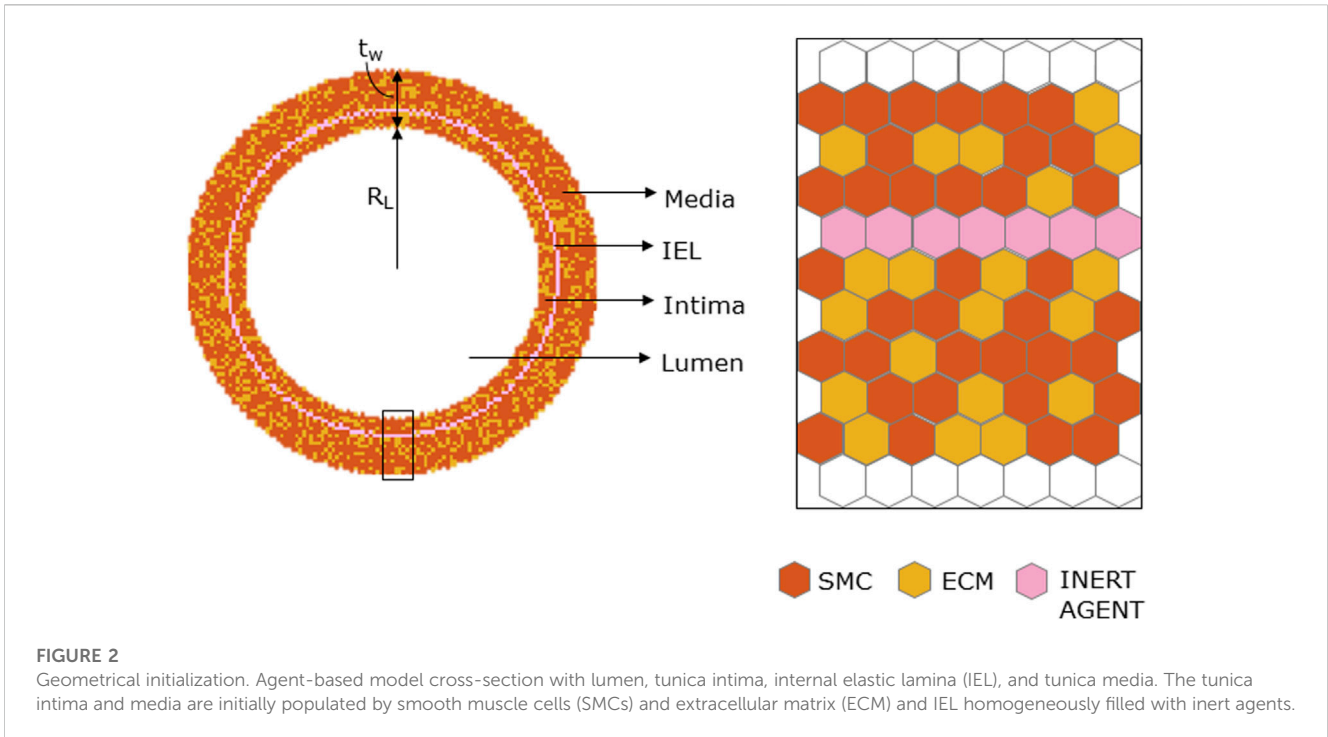 t_W
R_L
Media
IEL
Intima
Lumen
SMC
ECM
INERT
AGENT
FIGURE 2
Geometrical initialization. Agent-based model cross-section with lumen, tunica intima, internal elastic lamina (IEL), and tunica media. The tunica
intima and media are initially populated by smooth muscle cells (SMCs) and extracellular matrix (ECM) and IEL homogeneously filled with inert agents.